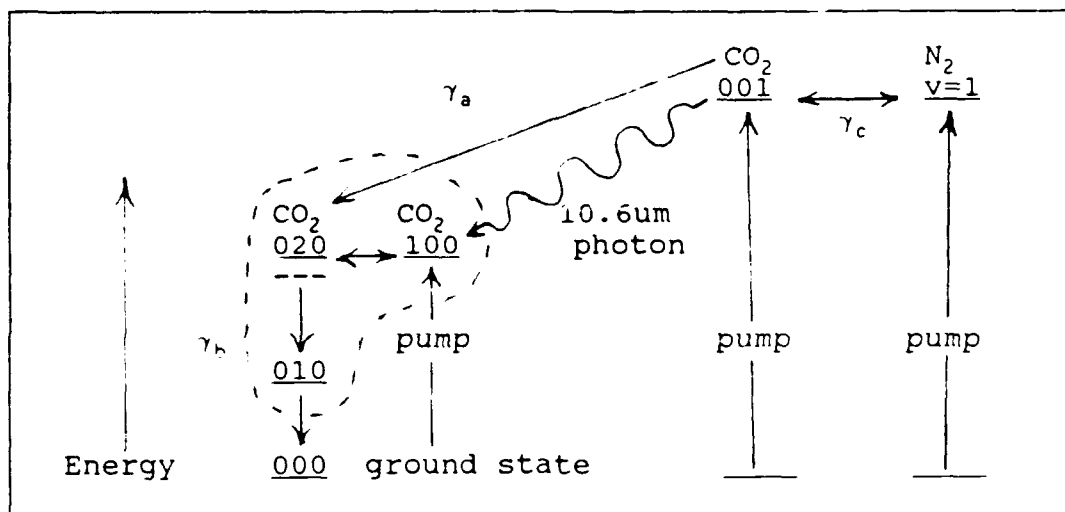 CO2 N2
γa 001 v=1
γc
CO2 CO2 10.6um
020 100 photon
γb pump pump pump
010
Energy 000 ground state